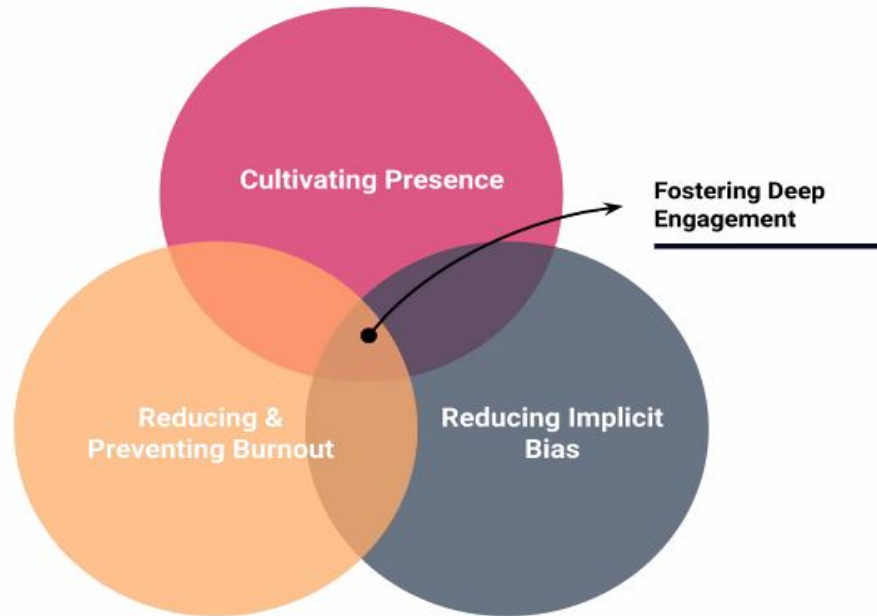 Cultivating Presence
Fostering Deep
Engagement
Reducing &
Preventing Burnout
Reducing Implicit
Bias